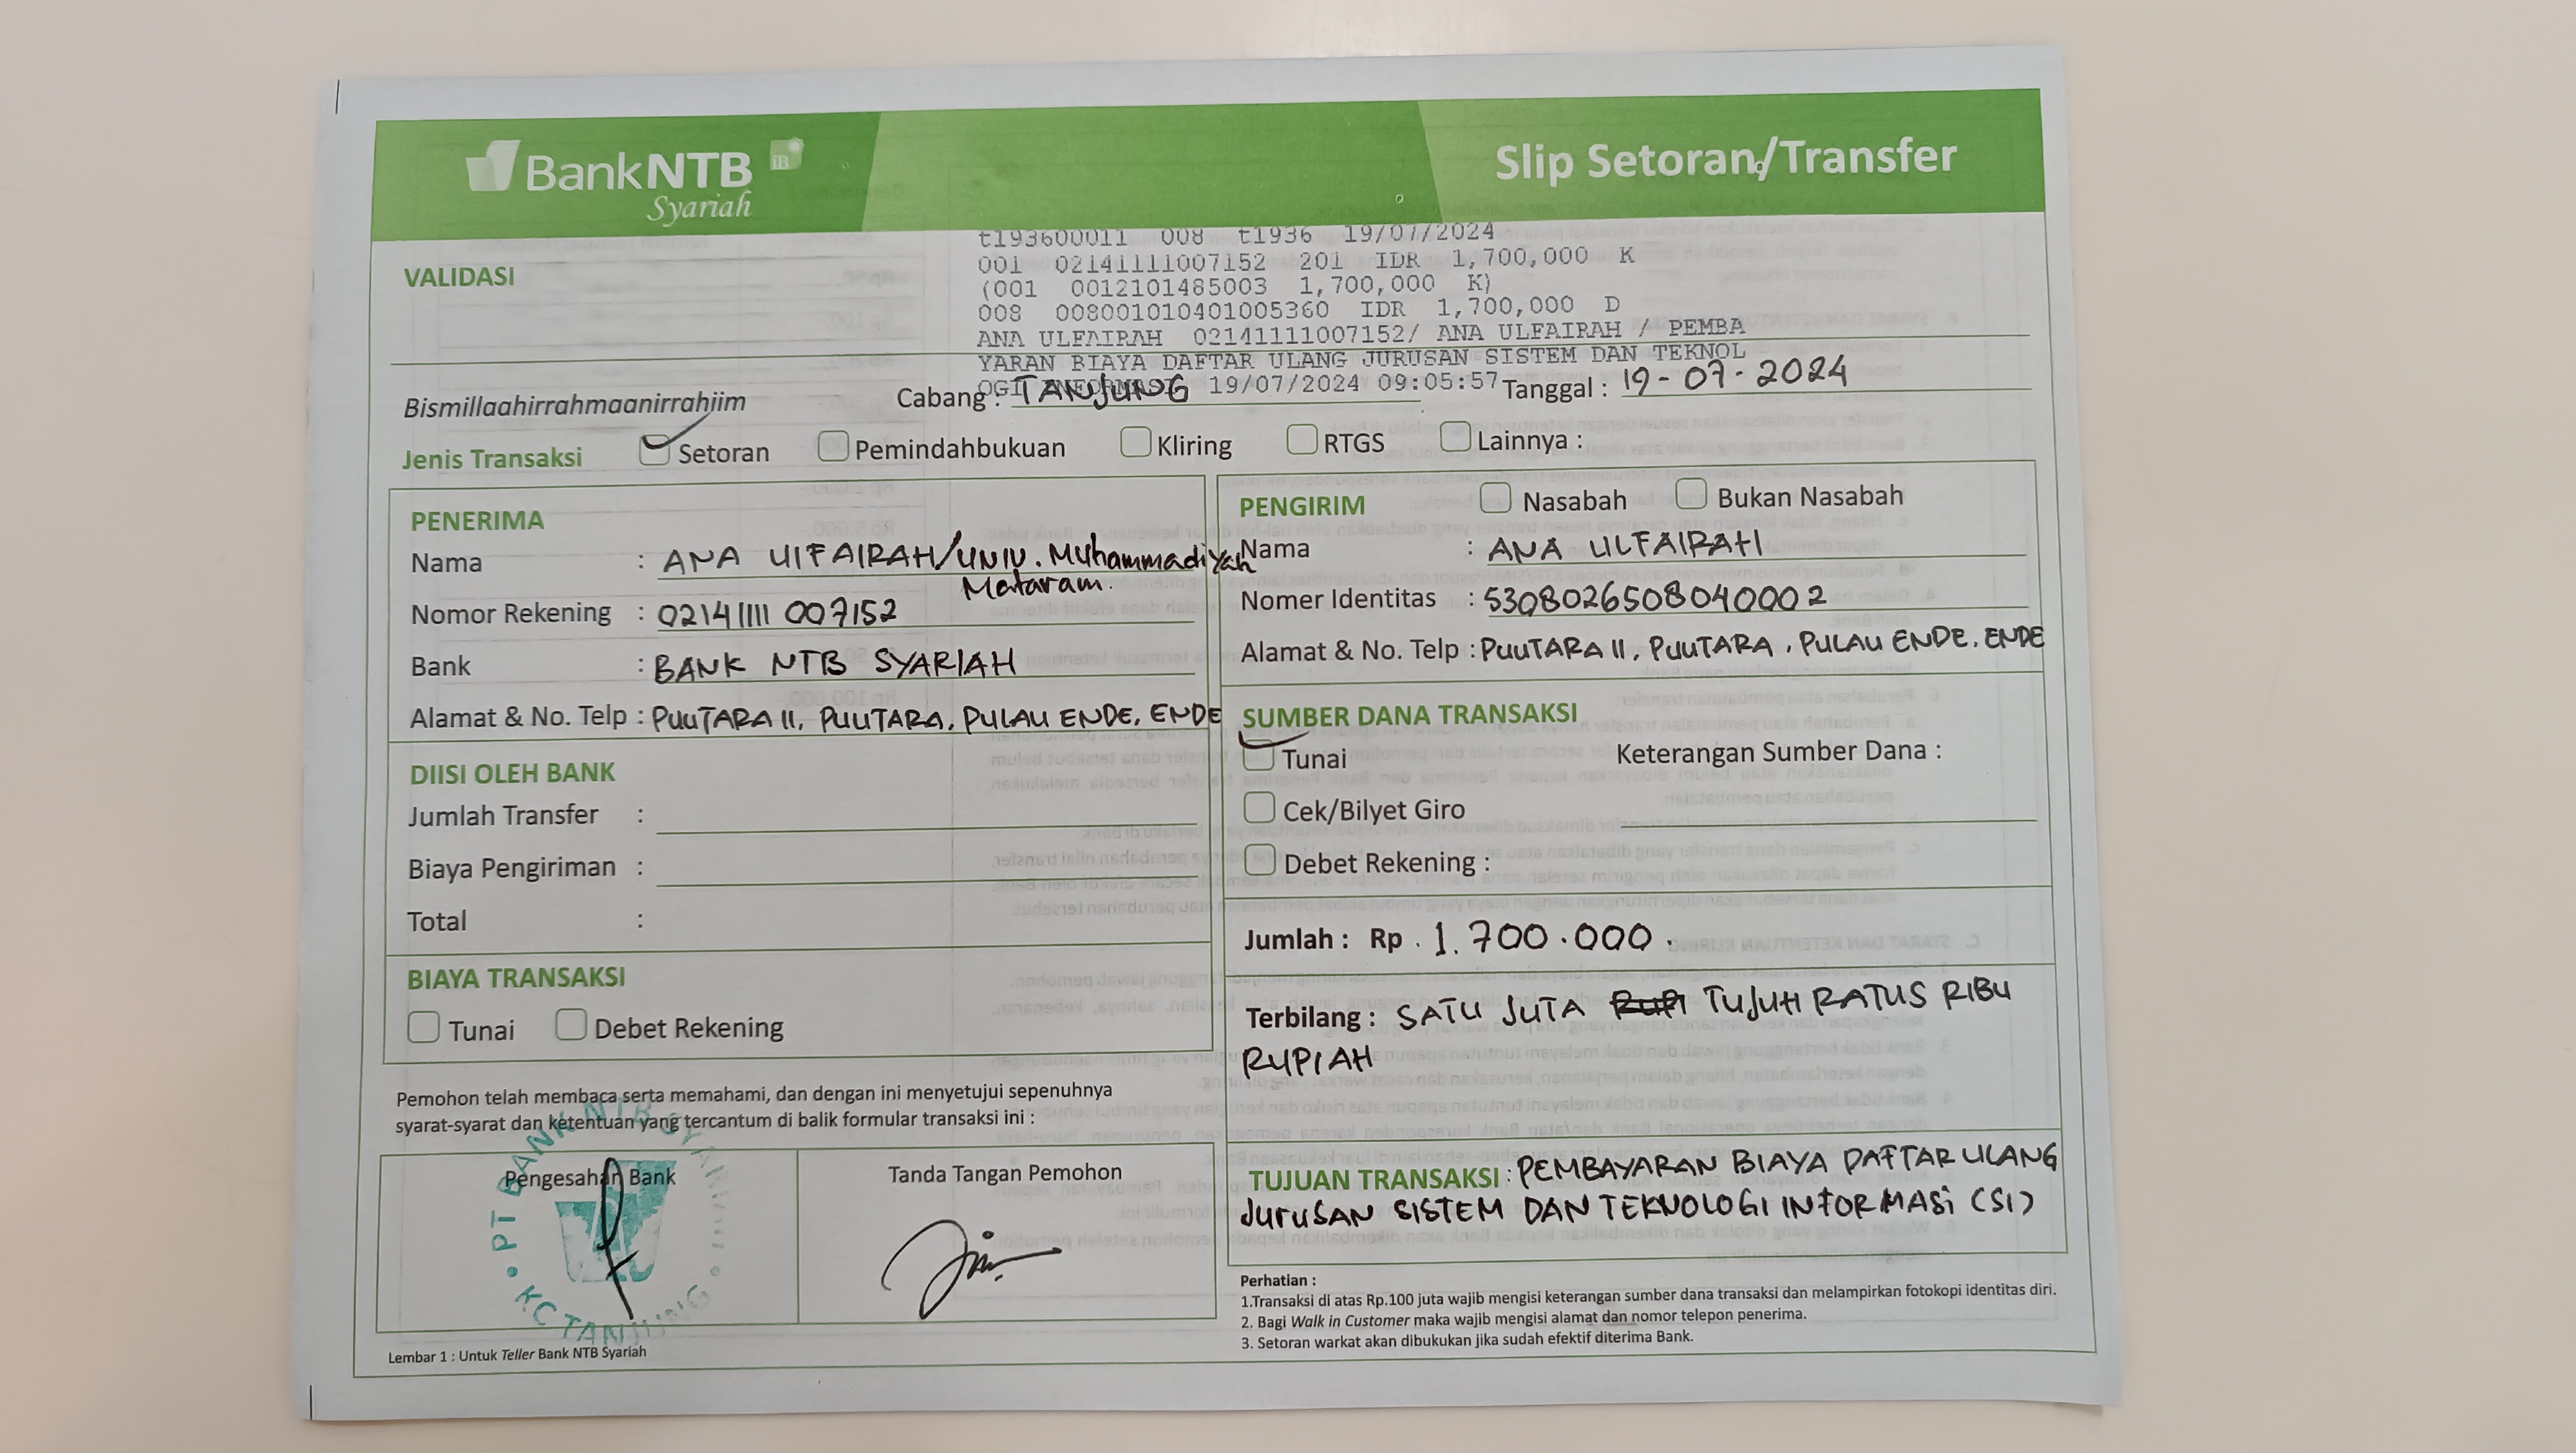 BankNTB iB
Syariah
Slip Setoran/Transfer
t193600011 008 t1936 19/07/2024
VALIDASI
001 02141111007152 201 IDR 1,700,000 K
(001 0012101485003 1,700,000 K)
008 008001010401005360 IDR 1,700,000 D
ANA ULFAIRAH 02141111007152/ ANA ULFAIRAH / PEMBA
YARAN BIAYA DAFTAR ULANG JURUSAN SISTEM DAN TEKNOL
OGI INFORMASI 19/07/2024 09:05:57
Bismillaahirrahmaanirrahiim
Cabang : TANJUNG
Tanggal : 19-07-2024
Jenis Transaksi Setoran Pemindahbukuan Kliring RTGS Lainnya :
PENERIMA
Nama : ANA UlFAIRAH/UNIV. Muhammadiyah
Mataram.
Nomor Rekening : 02141111 007152
Bank : BANK NTB SYARIAH
Alamat & No. Telp : PUUTARA II, PUUTARA, PULAU ENDE, ENDE
DIISI OLEH BANK
Jumlah Transfer :
Biaya Pengiriman :
Total :
BIAYA TRANSAKSI
Tunai Debet Rekening
PENGIRIM Nasabah Bukan Nasabah
Nama : ANA ULFAIRAH
Nomer Identitas : 5308026508040002
Alamat & No. Telp : PUUTARA II, PUUTARA, PULAU ENDE. ENDE
SUMBER DANA TRANSAKSI
Tunai Keterangan Sumber Dana :
Cek/Bilyet Giro
Debet Rekening :
Jumlah : Rp . 1.700.000.
Terbilang : SATU JUTA TUJUH RATUS RIBU
RUPIAH
TUJUAN TRANSAKSI : PEMBAYARAN BIAYA DAFTAR ULANG
JURUSAN SISTEM DAN TEKNOLOGI INFORMASI (SI)
Pemohon telah membaca serta memahami, dan dengan ini menyetujui sepenuhnya
syarat-syarat dan ketentuan yang tercantum di balik formular transaksi ini :
Pengesahan Bank
Tanda Tangan Pemohon
PT BANK NTB SYARIAH
KC TANJUNG
Lembar 1 : Untuk Teller Bank NTB Syariah
Perhatian :
1.Transaksi di atas Rp.100 juta wajib mengisi keterangan sumber dana transaksi dan melampirkan fotokopi identitas diri.
2. Bagi Walk in Customer maka wajib mengisi alamat dan nomor telepon penerima.
3. Setoran warkat akan dibukukan jika sudah efektif diterima Bank.